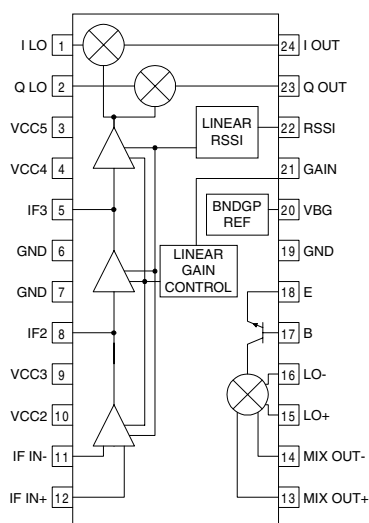 I LO 1
Q LO 2
VCC5 3
VCC4 4
IF3 5
GND 6
GND 7
IF2 8
VCC3 9
VCC2 10
IF IN- 11
IF IN+ 12
LINEAR
RSSI
BNDGP
REF
LINEAR
GAIN
CONTROL
24 I OUT
23 Q OUT
22 RSSI
21 GAIN
20 VBG
19 GND
18 E
17 B
16 LO-
15 LO+
14 MIX OUT-
13 MIX OUT+